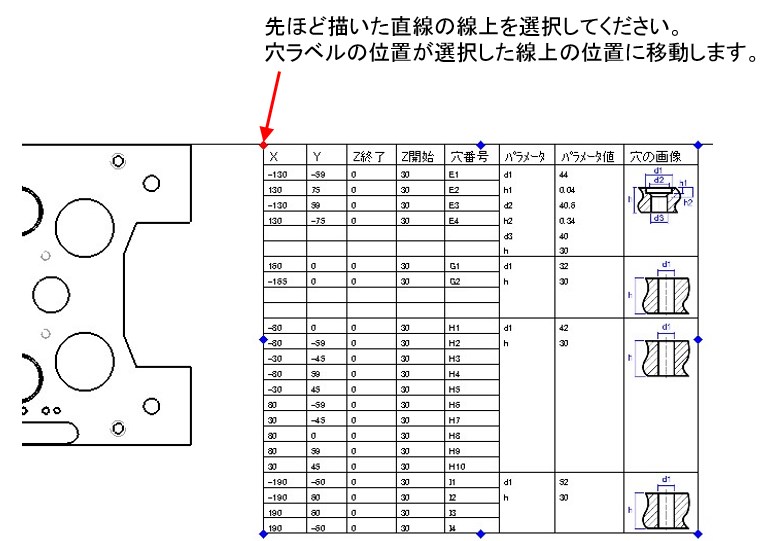 先ほど描いた直線の線上を選択してください。
穴ラベルの位置が選択した線上の位置に移動します。
X Y Z終了 Z開始 穴番号 パラメータ パラメータ値 穴の画像
-130 -59 0 30 E1 d1 44
130 75 0 30 E2 h1 0.04
-130 59 0 30 E3 d2 40.6
130 -75 0 30 E4 h2 0.34
d3 40
h 30
d1
d2
h1
h
h2
d3
0 0 30 G1 d1 32
0 0 30 G2 h 30
d1
h
-80 0 0 30 H1 d1 42
-80 -59 0 30 H2 h 30
-30 -45 0 30 H3
-80 59 0 30 H4
-30 45 0 30 H5
80 -59 0 30 H6
30 -45 0 30 H7
80 0 0 30 H8
80 59 0 30 H9
30 45 0 30 H10
d1
h
-190 0 30 I1 d1 52
-190 0 30 I2 h 30
190 0 30 I3
190 0 30 I4
d1
h